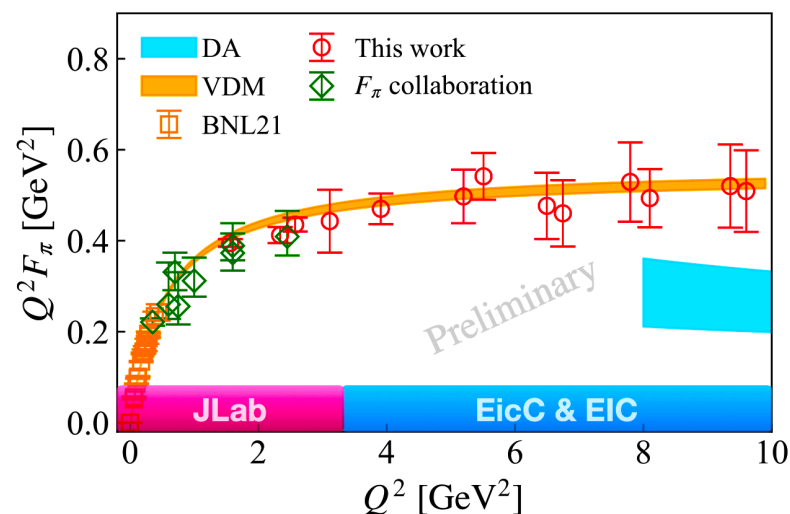 DA
VDM
BNL21
This work
Fπ collaboration
0.8
0.6
0.4
0.2
0.0
Q²Fπ [GeV²]
Preliminary
JLab
EicC & EIC
0
2
4
6
8
10
Q² [GeV²]